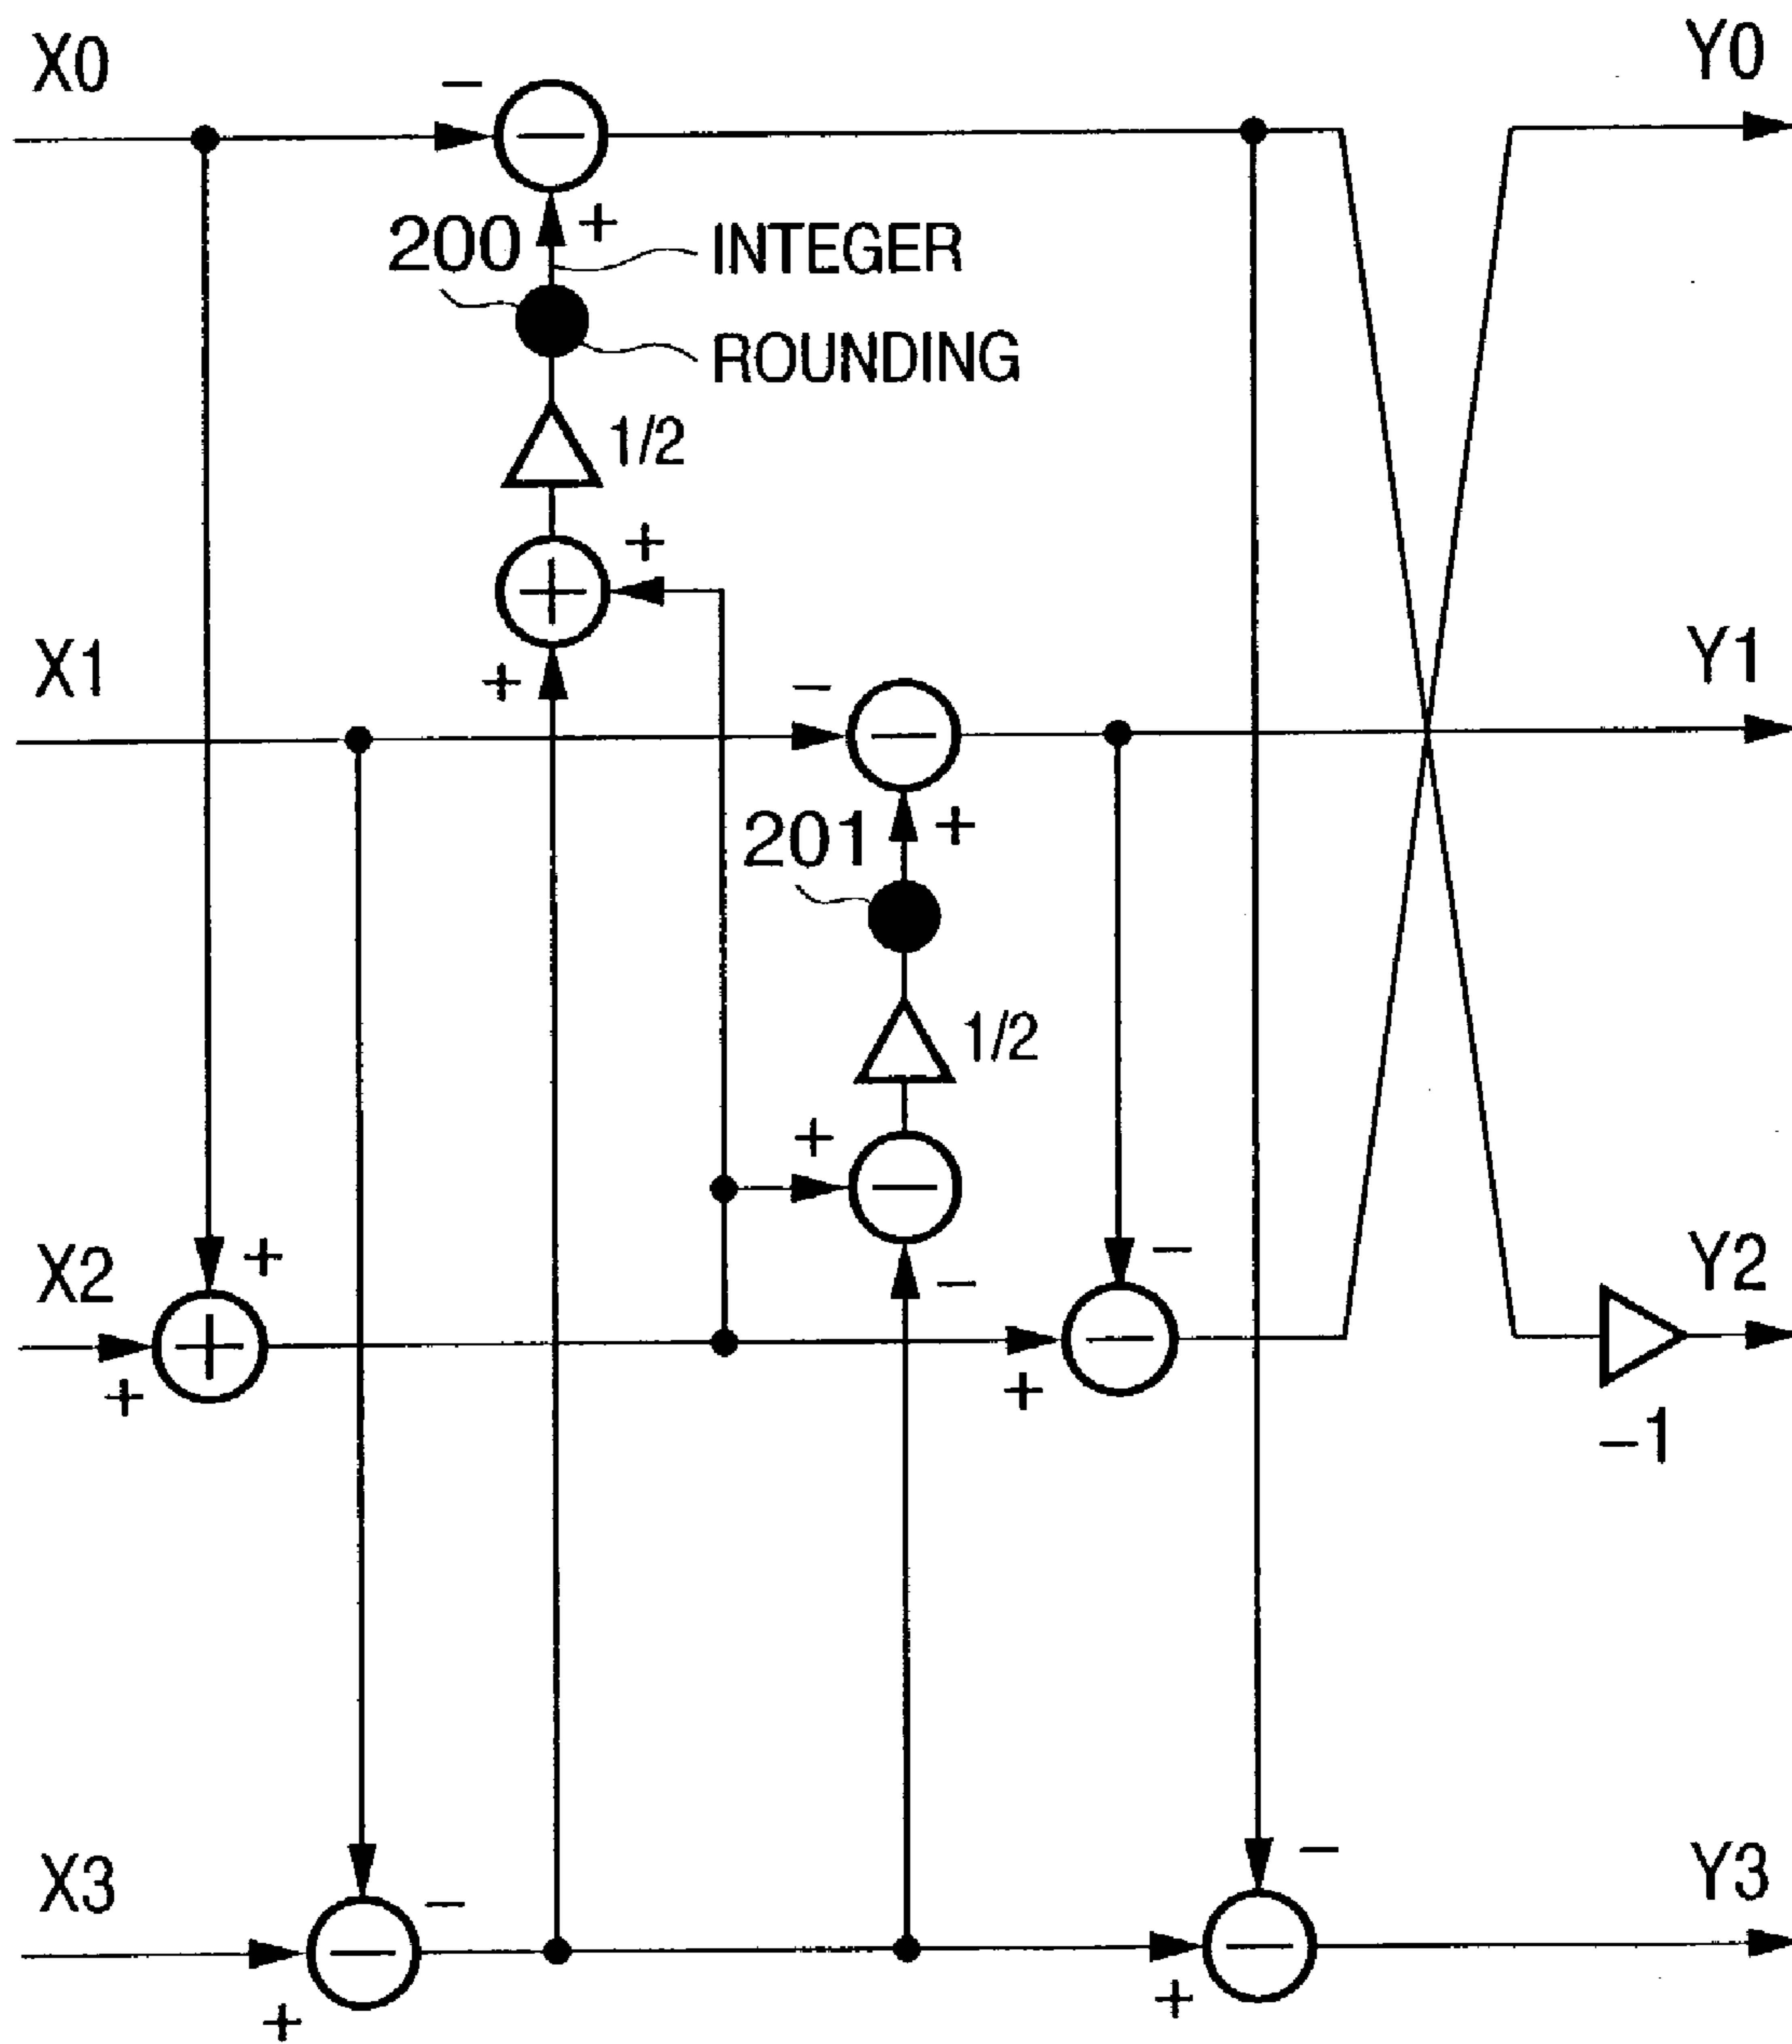 X0
Y0
−
−
200
+
INTEGER
ROUNDING
1/2
+
+
X1
+
−
−
Y1
201
+
1/2
+
−
X2
+
+
−
−
+
−
+
Y2
−1
X3
−
−
+
−
−
+
Y3